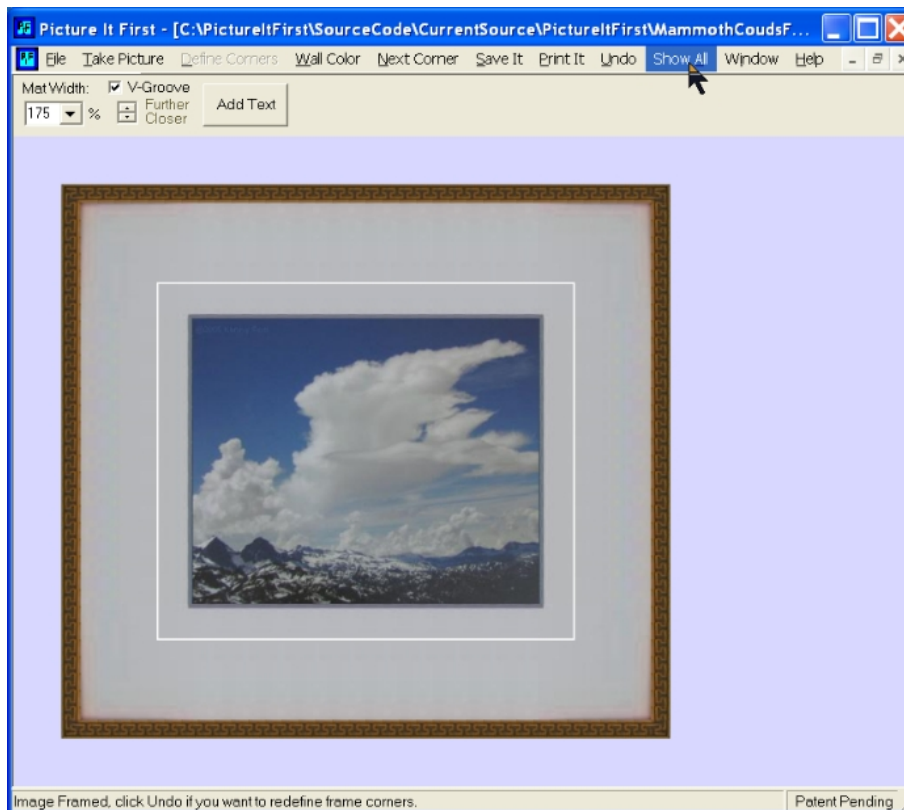 Picture It First - [C:\PictureItFirst\SourceCode\CurrentSource\PictureItFirst\MammothCoudsF...
File Take Picture Define Corners Wall Color Next Corner Save It Print It Undo Show All Window Help
Mat Width: V-Groove
175 % Further Closer Add Text
Image Framed, click Undo if you want to redefine frame corners. Patent Pending